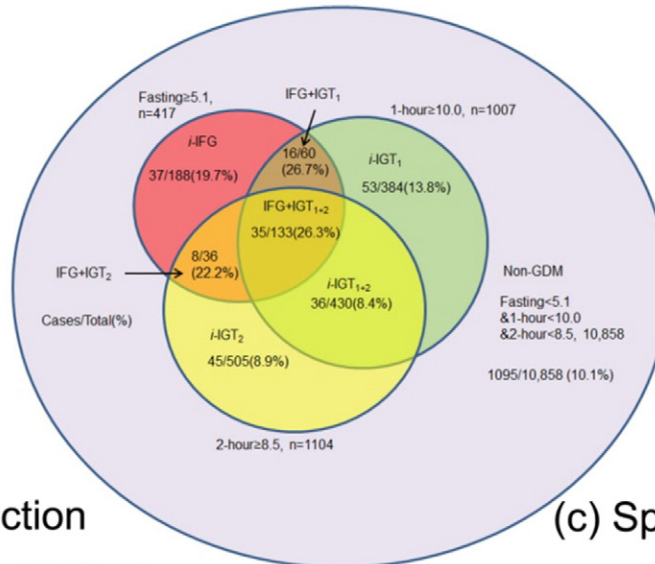 Fasting≥5.1,
n=417
IFG+IGT₁
1-hour≥10.0, n=1007
i-IFG
37/188(19.7%)
16/60
(26.7%)
i-IGT₁
53/384(13.8%)
IFG+IGT₁₊₂
35/133(26.3%)
IFG+IGT₂
8/36
(22.2%)
i-IGT₁₊₂
36/430(8.4%)
Non-GDM
Fasting<5.1
&1-hour<10.0
&2-hour<8.5, 10,858
Cases/Total(%)
i-IGT₂
45/505(8.9%)
1095/10,858 (10.1%)
2-hour≥8.5, n=1104
ction
(c) Sp